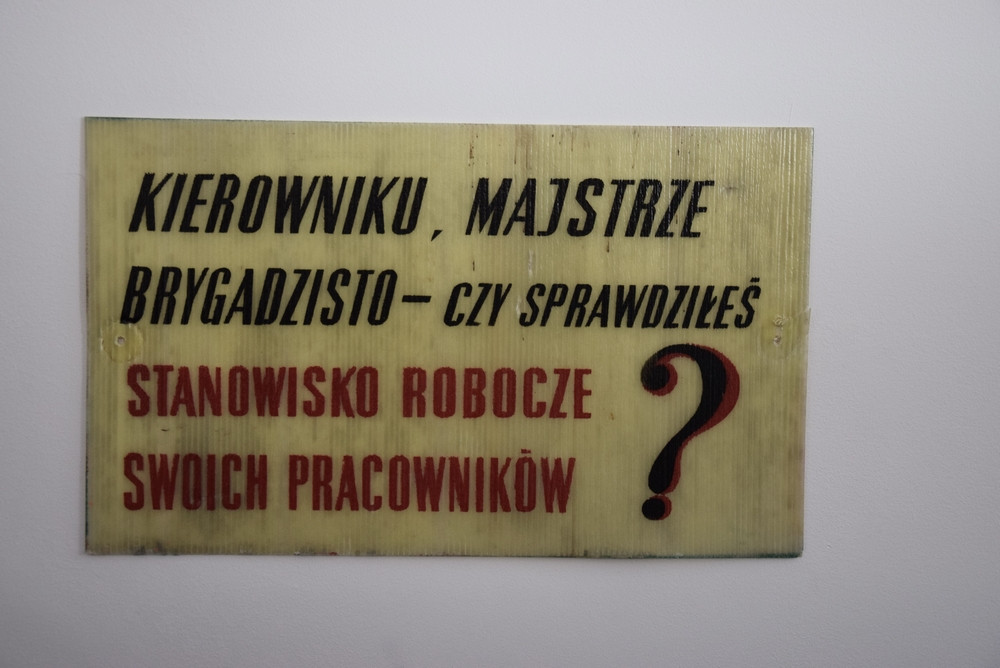 KIEROWNIKU, MAJSTRZE
BRYGADZISTO – CZY SPRAWDZIŁEŚ
STANOWISKO ROBOCZE
SWOICH PRACOWNIKÓW ?